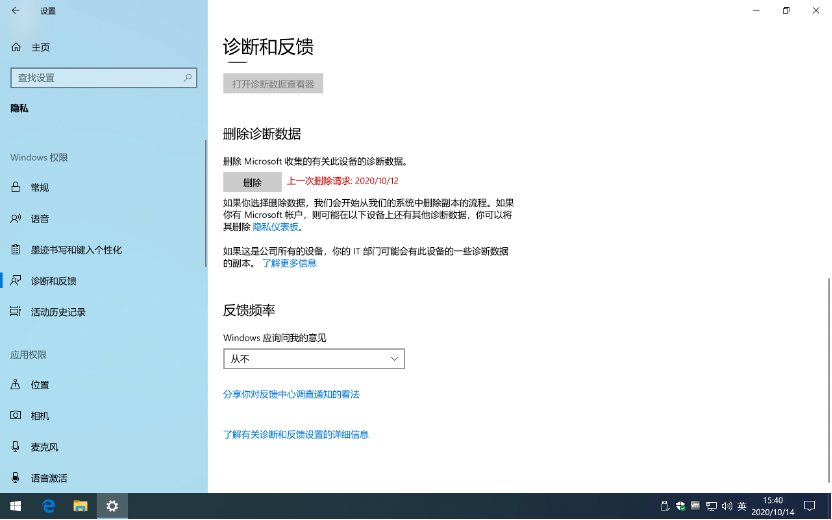 设置
主页
查找设置
隐私
Windows 权限
常规
语音
墨迹书写和键入个性化
诊断和反馈
活动历史记录
应用权限
位置
相机
麦克风
语音激活
诊断和反馈
打开诊断数据查看器
删除诊断数据
删除 Microsoft 收集的有关此设备的诊断数据。
删除 上一次删除请求: 2020/10/12
如果你选择删除数据，我们会开始从我们的系统中删除副本的流程。如果
你有 Microsoft 帐户，则可能在以下设备上还有其他诊断数据，你可以将
其删除 隐私仪表板。
如果这是公司所有的设备，你的 IT 部门可能会有此设备的一些诊断数据
的副本。 了解更多信息
反馈频率
Windows 应询问我的意见
从不
分享你对反馈中心调查通知的看法
了解有关诊断和反馈设置的详细信息
英
15:40
2020/10/14